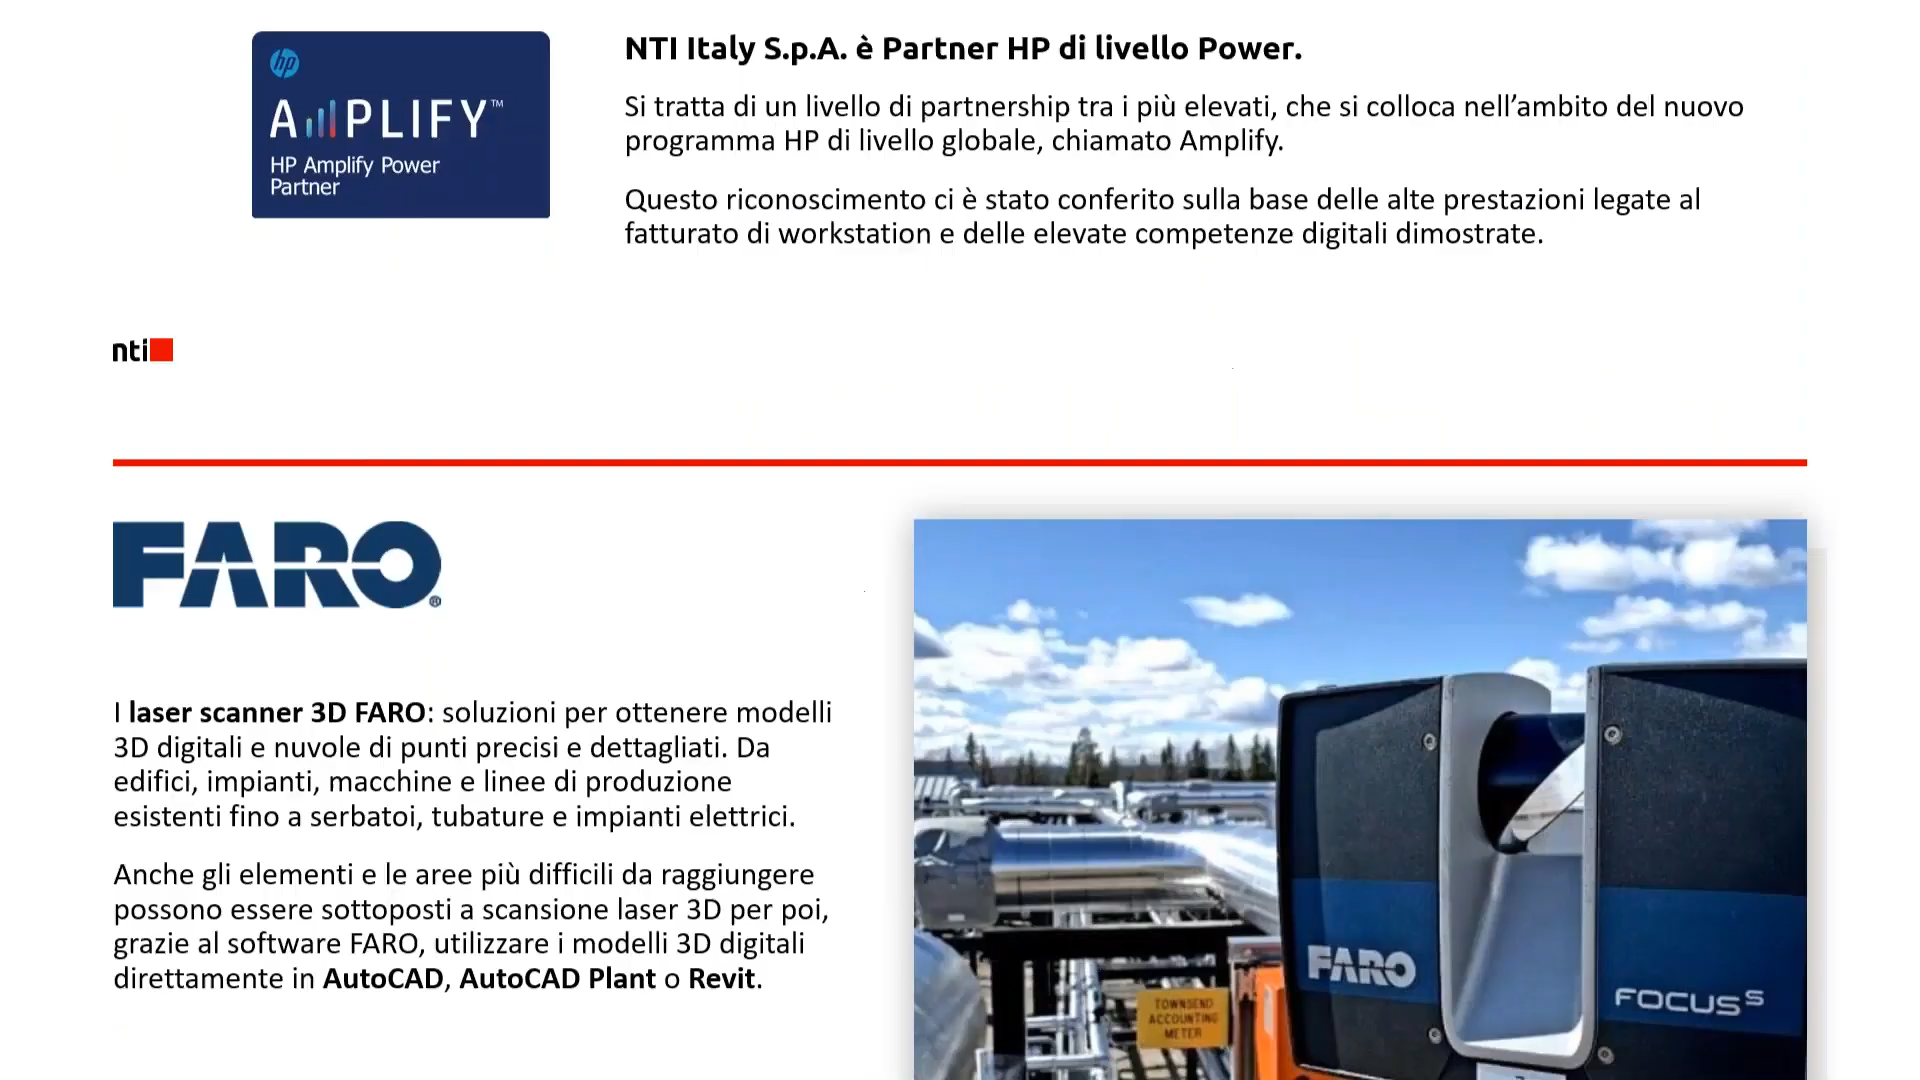 hp
AMPLIFY™
HP Amplify Power
Partner
NTI Italy S.p.A. è Partner HP di livello Power.
Si tratta di un livello di partnership tra i più elevati, che si colloca nell’ambito del nuovo
programma HP di livello globale, chiamato Amplify.
Questo riconoscimento ci è stato conferito sulla base delle alte prestazioni legate al
fatturato di workstation e delle elevate competenze digitali dimostrate.
nti
FARO®
I laser scanner 3D FARO: soluzioni per ottenere modelli
3D digitali e nuvole di punti precisi e dettagliati. Da
edifici, impianti, macchine e linee di produzione
esistenti fino a serbatoi, tubature e impianti elettrici.
Anche gli elementi e le aree più difficili da raggiungere
possono essere sottoposti a scansione laser 3D per poi,
grazie al software FARO, utilizzare i modelli 3D digitali
direttamente in AutoCAD, AutoCAD Plant o Revit.
FARO
FOCUS S
TOWNSEND
ACCOUNTING
METER